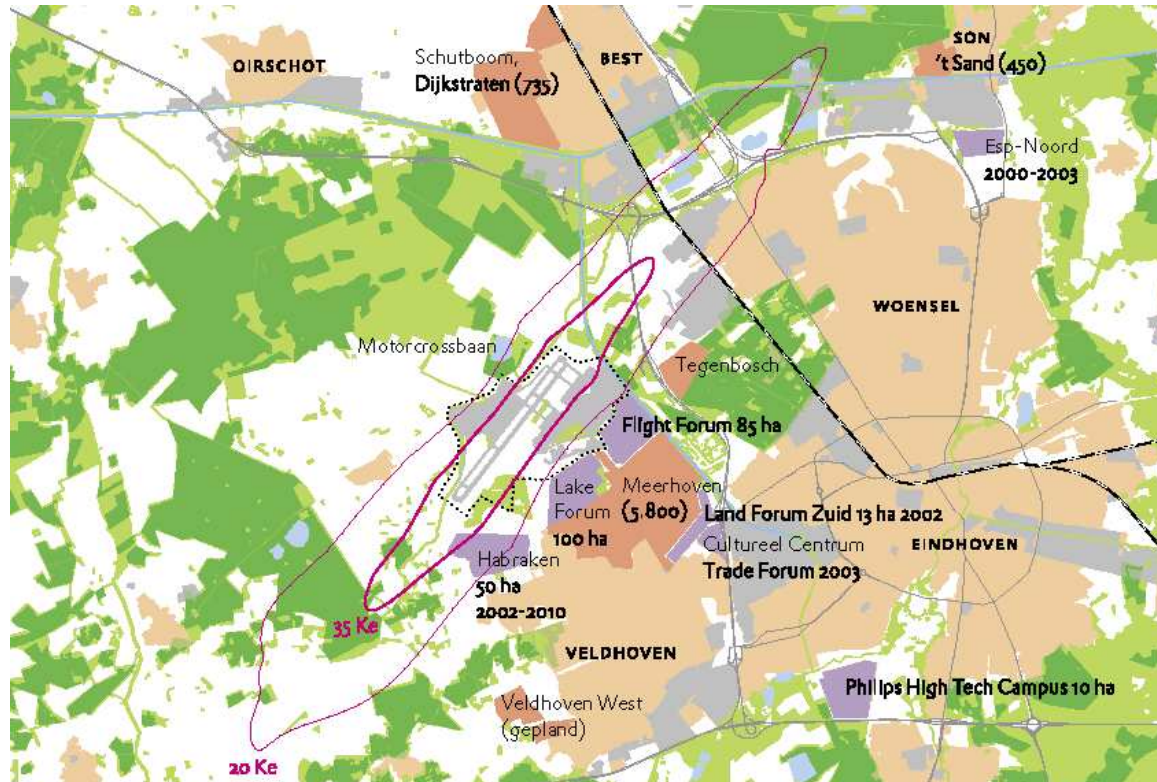 OIRSCHOT
Schutboom,
Dijkstraten (735)
BEST
SON
't Sand (450)
Esp-Noord
2000-2003
WOENSEL
Motorcrossbaan
Tegenbosch
Flight Forum 85 ha
Lake
Forum
100 ha
Meerhoven
(5.800)
Land Forum Zuid 13 ha 2002
Cultureel Centrum
Trade Forum 2003
EINDHOVEN
Habraken
50 ha
2002-2010
35 Ke
VELDHOVEN
Philips High Tech Campus 10 ha
Veldhoven West
(gepland)
20 Ke